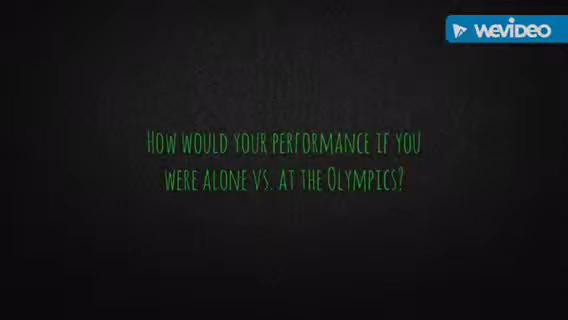 WEVIDEO
How would your performance if you
were alone vs. at the Olympics?